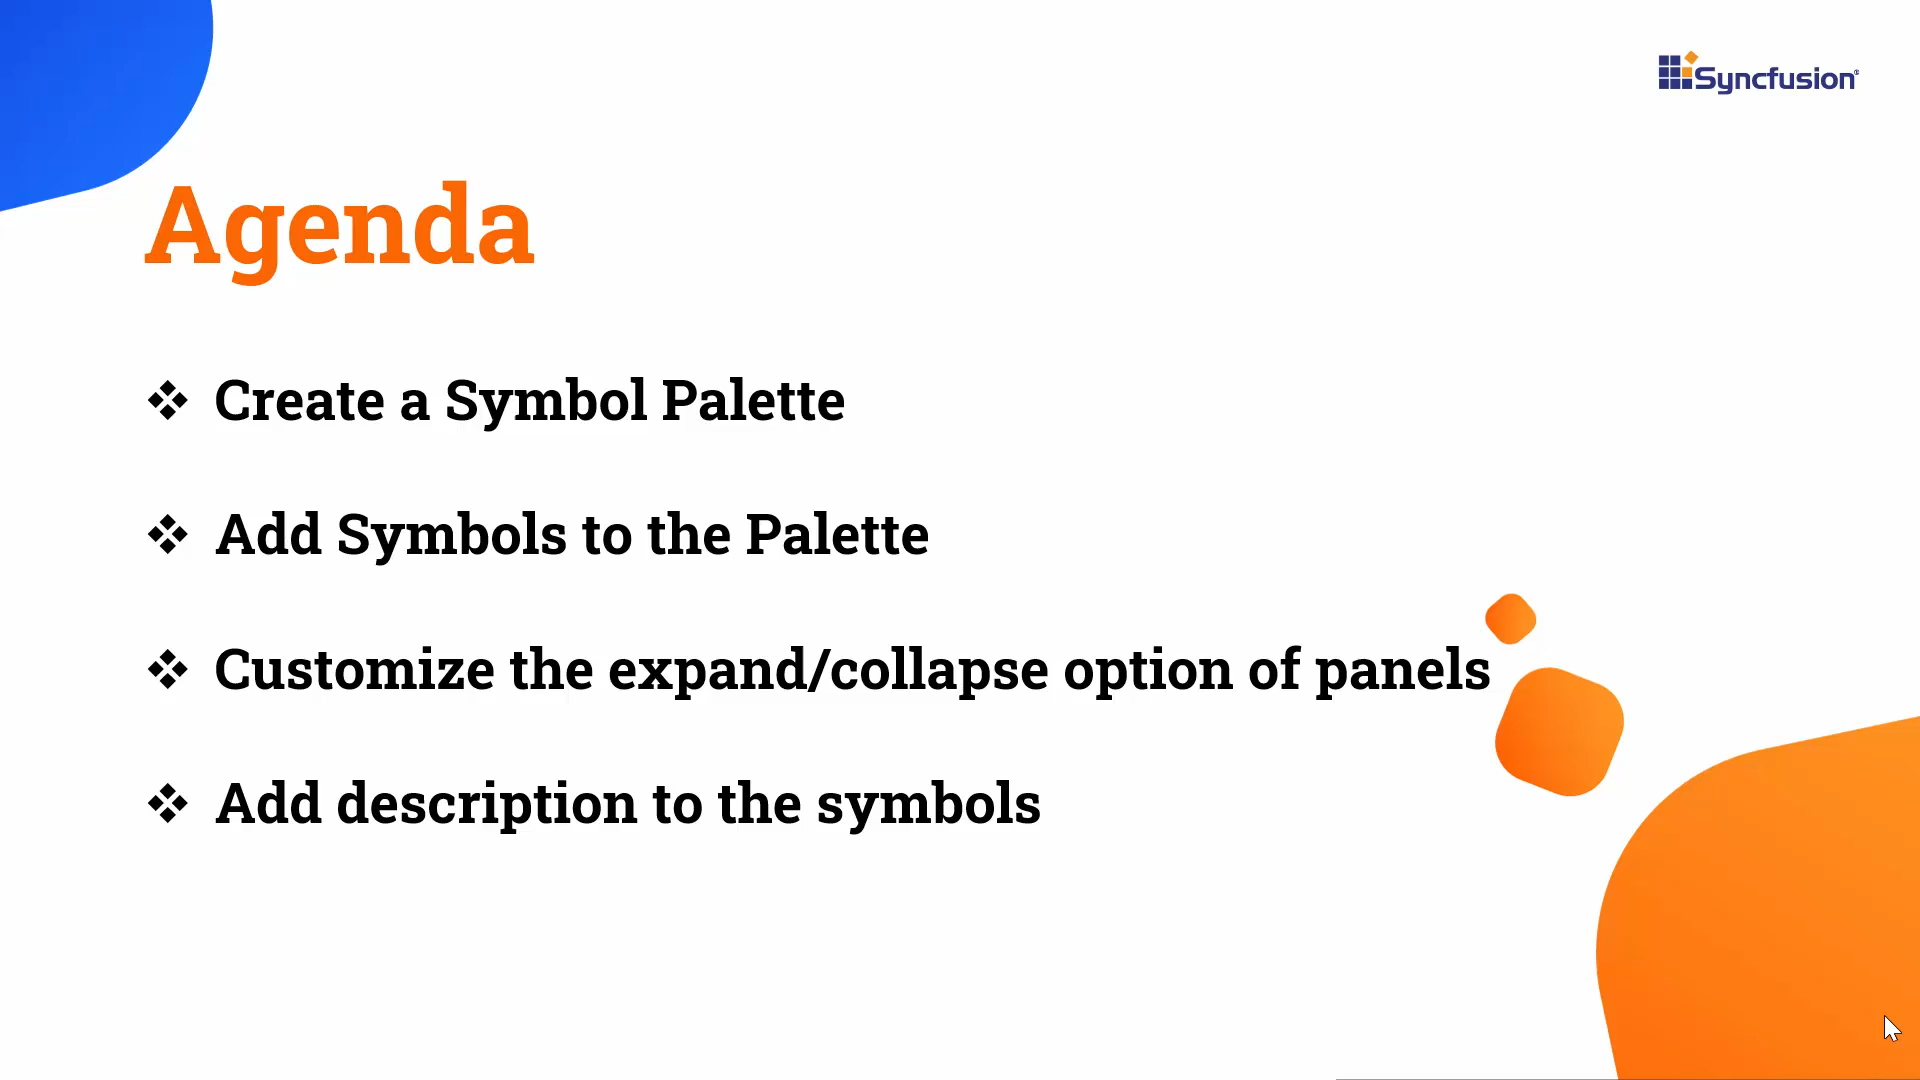 Syncfusion®
Agenda
❖ Create a Symbol Palette
❖ Add Symbols to the Palette
❖ Customize the expand/collapse option of panels
❖ Add description to the symbols